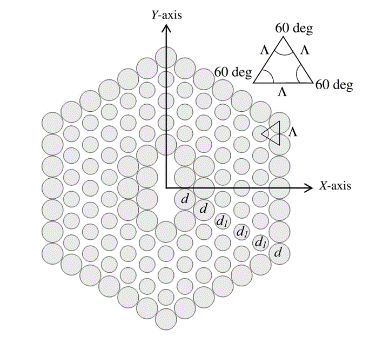 Y-axis
60 deg
Λ Λ
60 deg 60 deg
Λ
Λ
X-axis
d
d
d₁
d₁
d₁ d